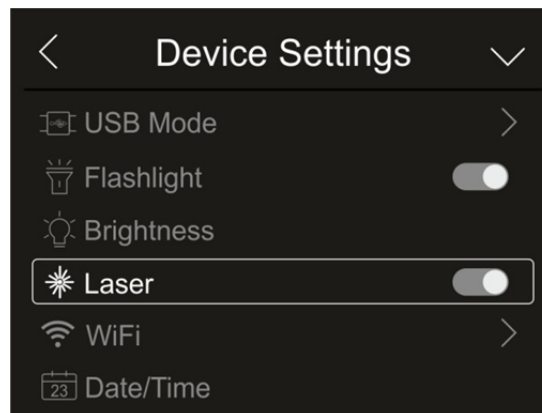 Device Settings
USB Mode
Flashlight
Brightness
Laser
WiFi
23 Date/Time